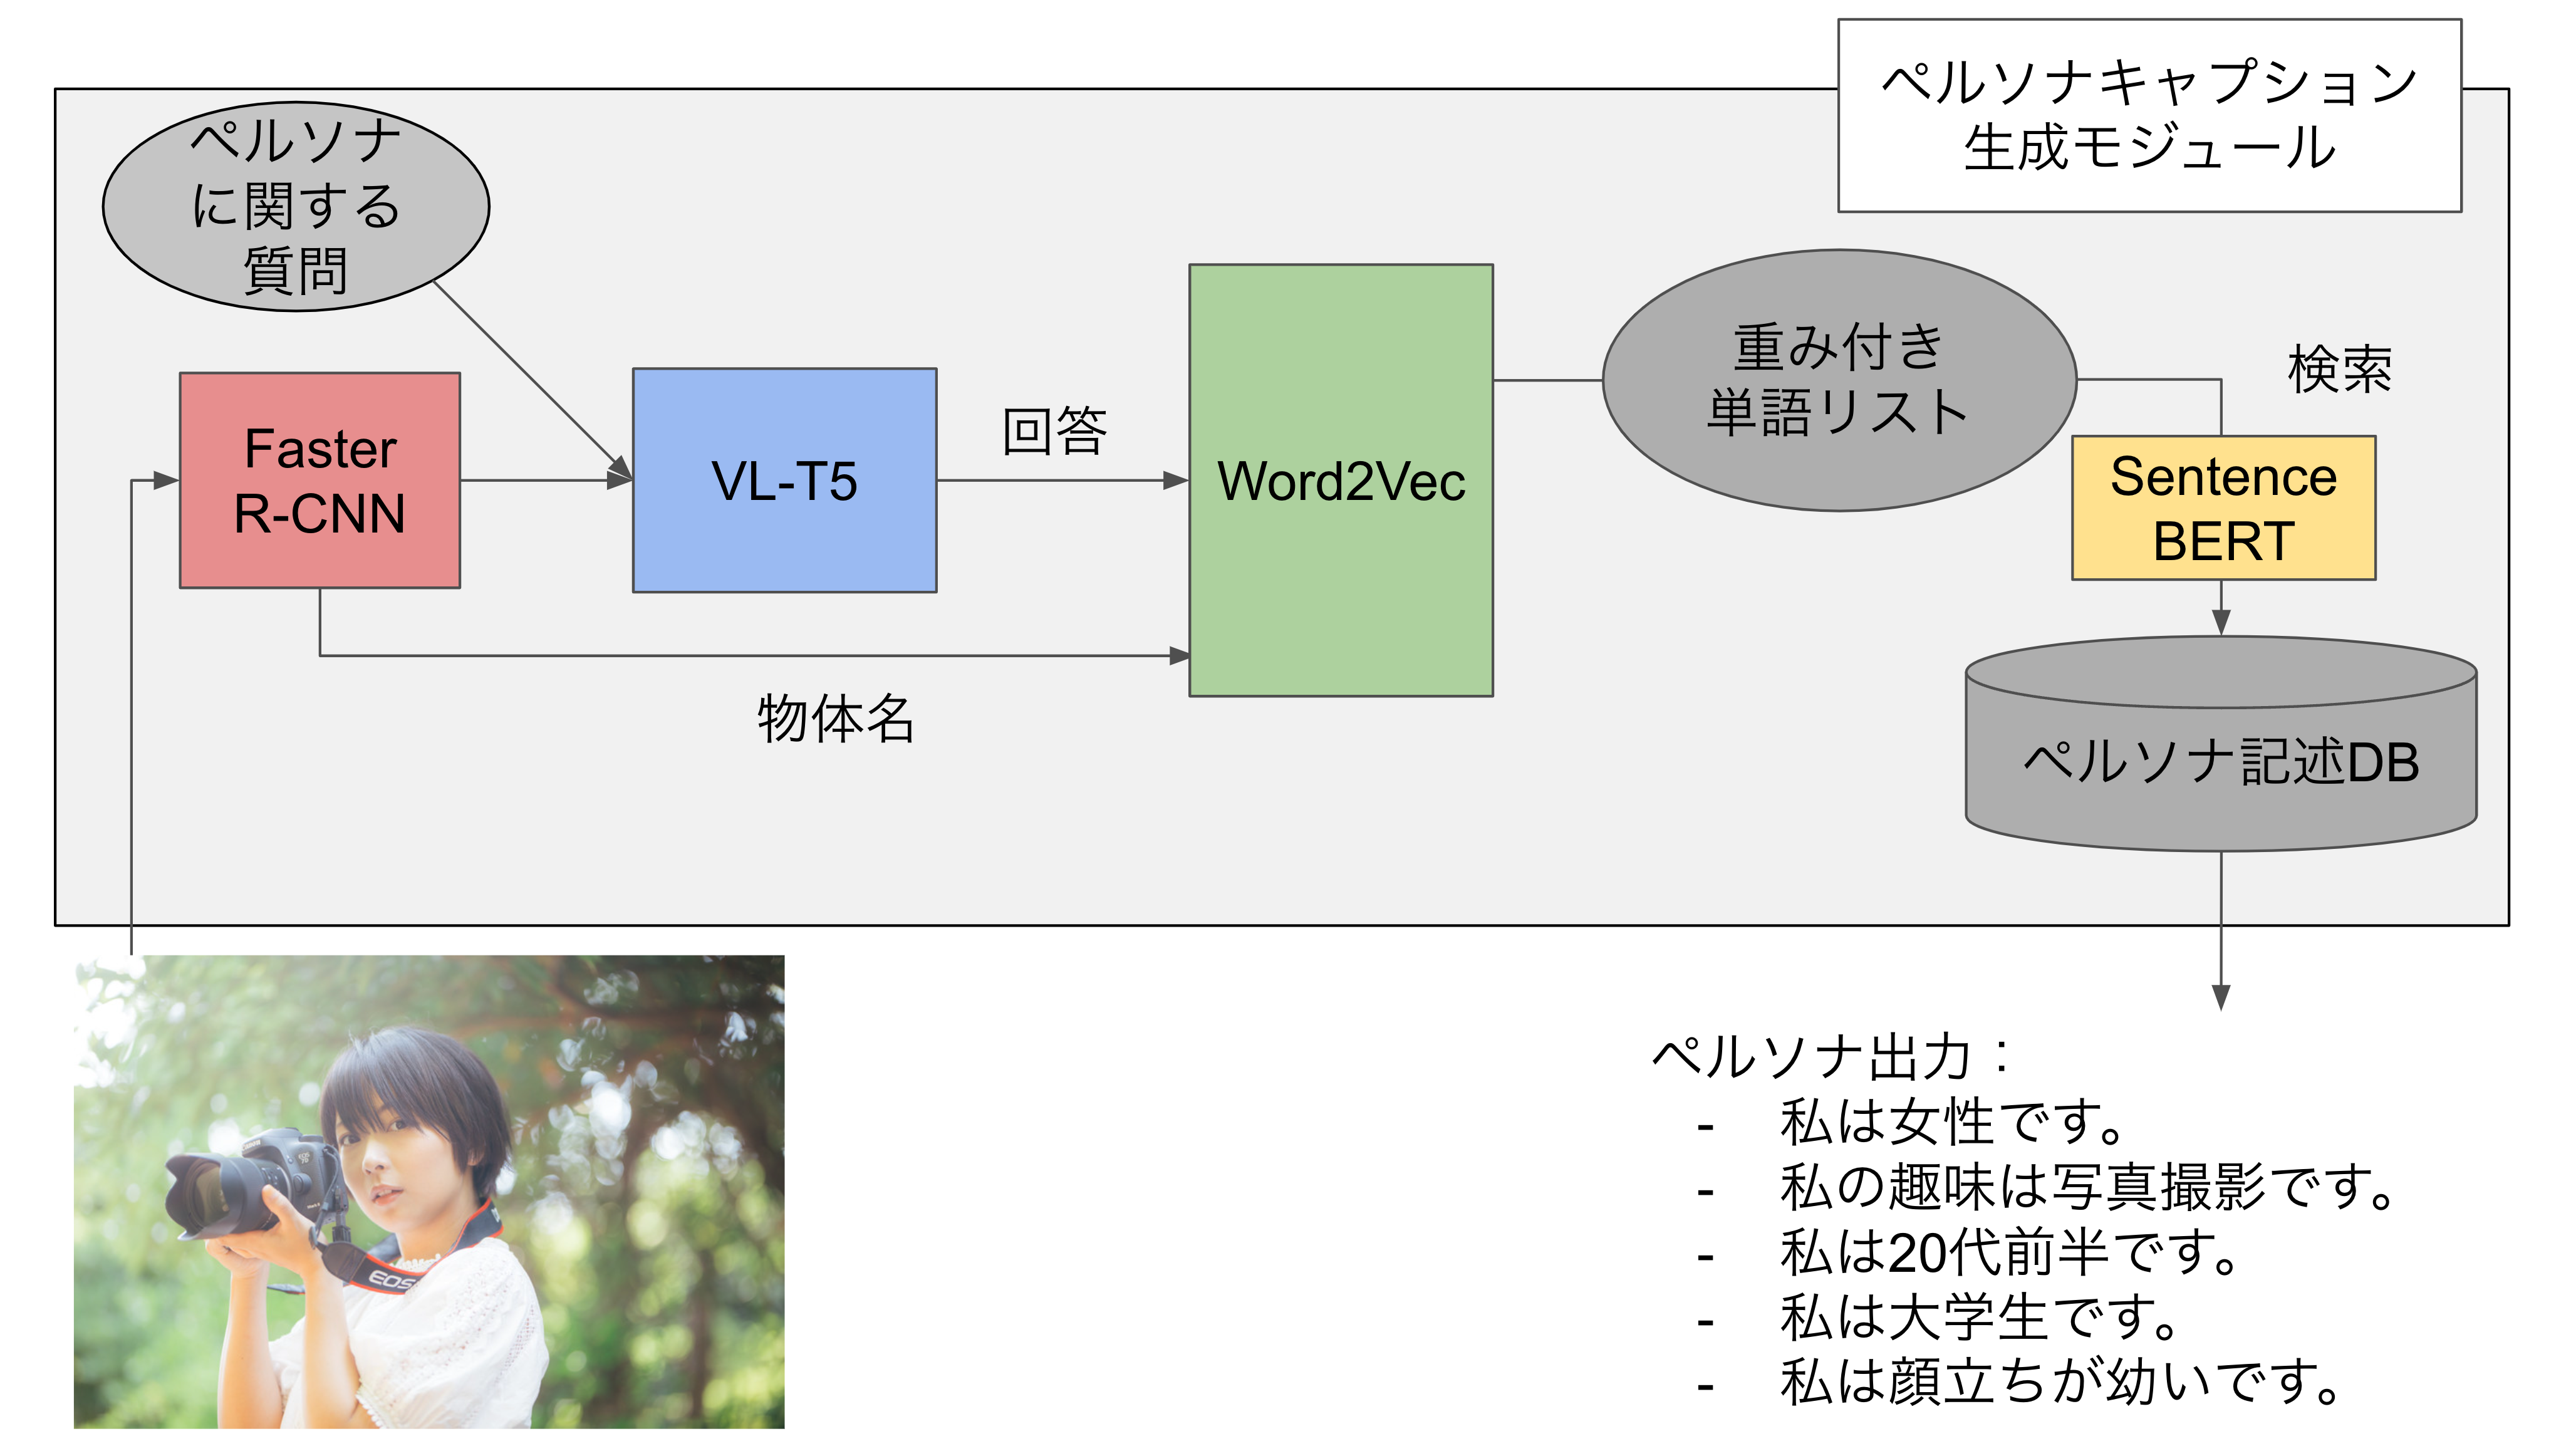 ペルソナキャプション
生成モジュール
ペルソナ
に関する
質問
Faster
R-CNN
VL-T5
回答
物体名
Word2Vec
重み付き
単語リスト
検索
Sentence
BERT
ペルソナ記述DB
EOS
ペルソナ出力：
- 私は女性です。
- 私の趣味は写真撮影です。
- 私は20代前半です。
- 私は大学生です。
- 私は顔立ちが幼いです。